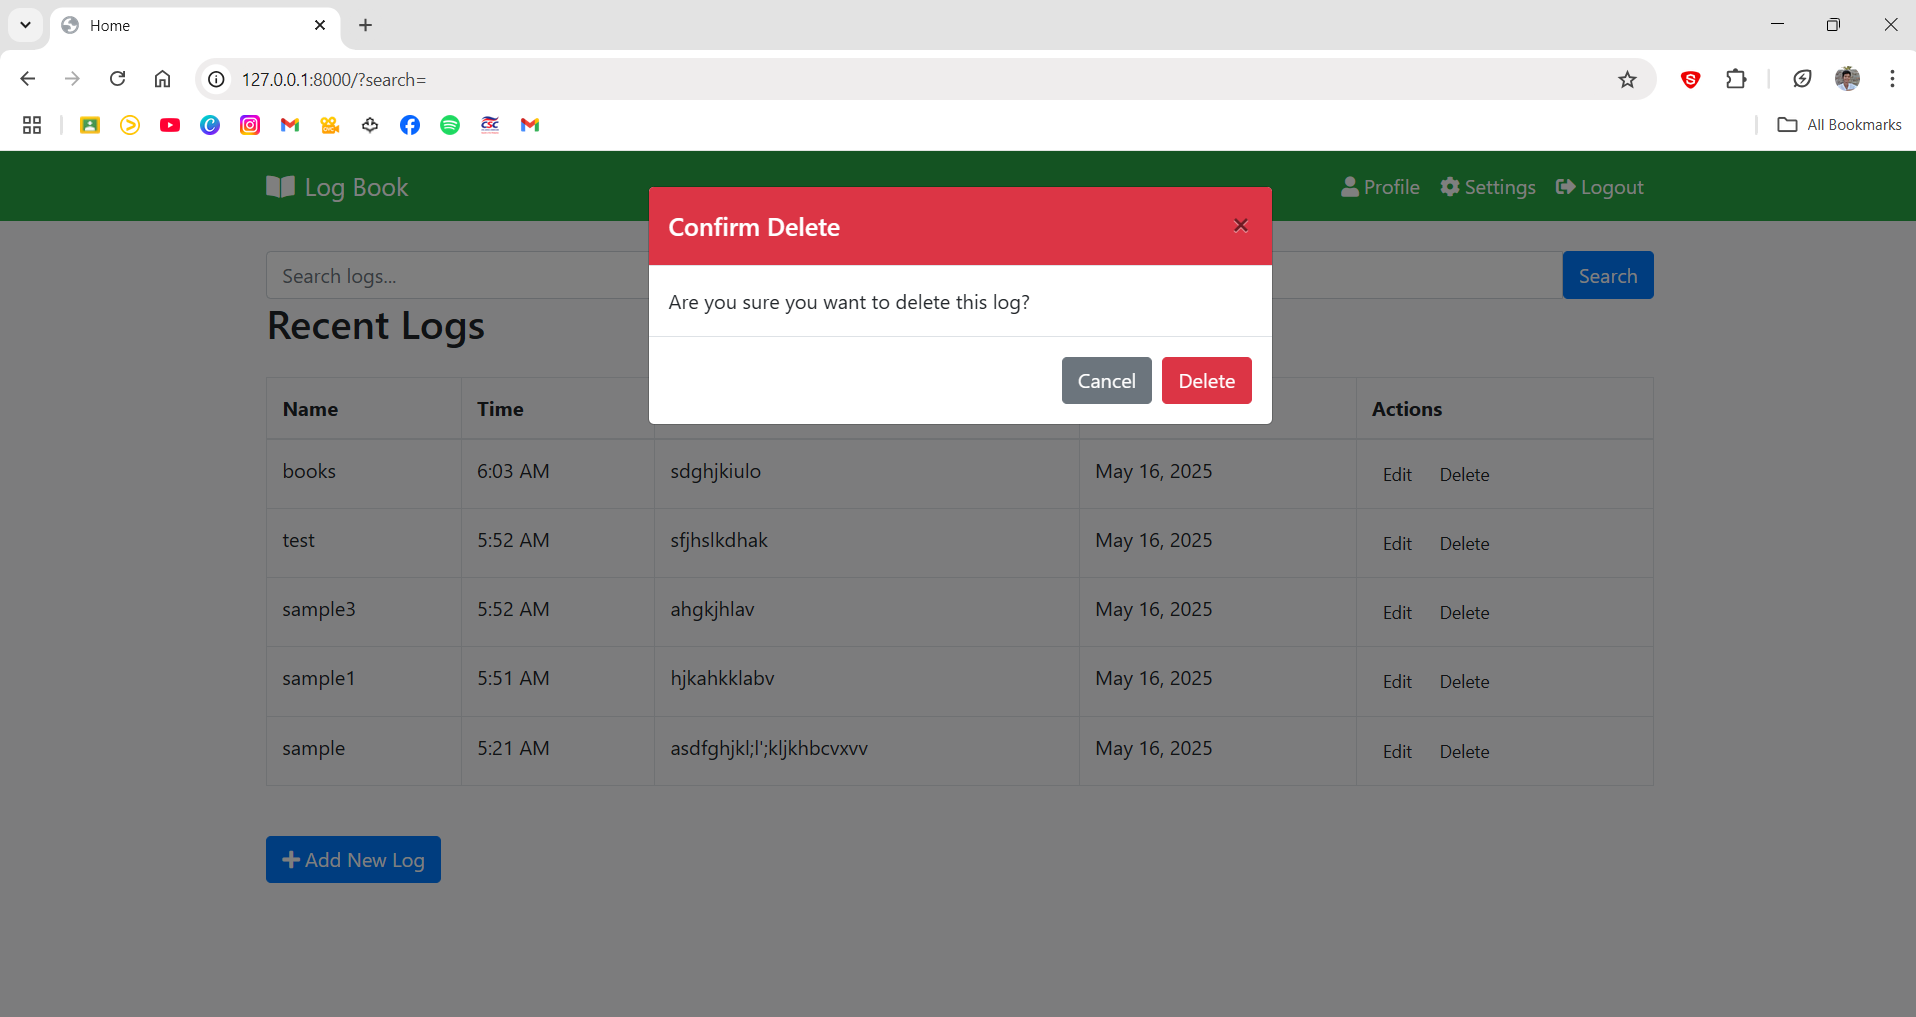 Home
127.0.0.1:8000/?search=
All Bookmarks
Log Book
Profile
Settings
Logout
Confirm Delete
Are you sure you want to delete this log?
Cancel
Delete
Search logs...
Search
Recent Logs
Name Time Actions
books 6:03 AM sdghjkiulo May 16, 2025 Edit Delete
test 5:52 AM sfjhslkdhak May 16, 2025 Edit Delete
sample3 5:52 AM ahgkjhlav May 16, 2025 Edit Delete
sample1 5:51 AM hjkahkklabv May 16, 2025 Edit Delete
sample 5:21 AM asdfghjkl;l';kljkhbcvxvv May 16, 2025 Edit Delete
Add New Log